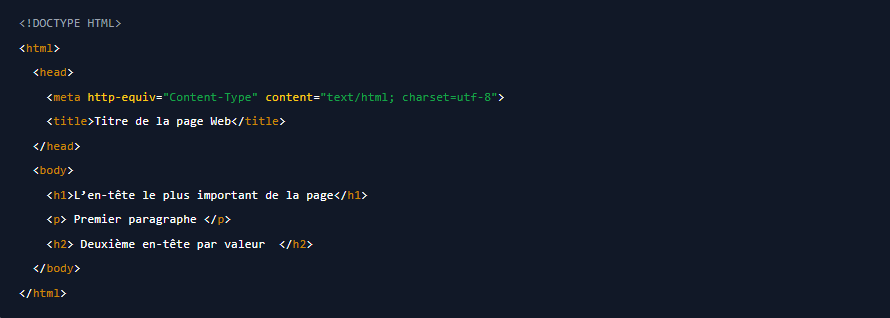 <!DOCTYPE HTML>
<html>
<head>
<meta http-equiv="Content-Type" content="text/html; charset=utf-8">
<title>Titre de la page Web</title>
</head>
<body>
<h1>L’en-tête le plus important de la page</h1>
<p> Premier paragraphe </p>
<h2> Deuxième en-tête par valeur  </h2>
</body>
</html>